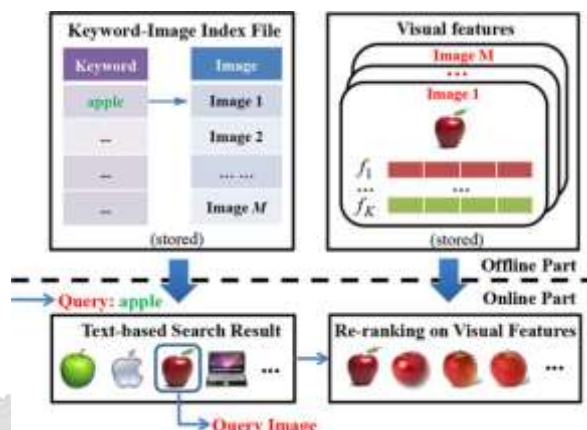 Keyword-Image Index File
Keyword
Image
apple
Image 1
...
Image 2
...
... ...
...
Image M
(stored)
Visual features
Image M
...
Image 1
f1
...
...
fK
(stored)
Offline Part
Online Part
Query: apple
Text-based Search Result
...
Query Image
Re-ranking on Visual Features
...